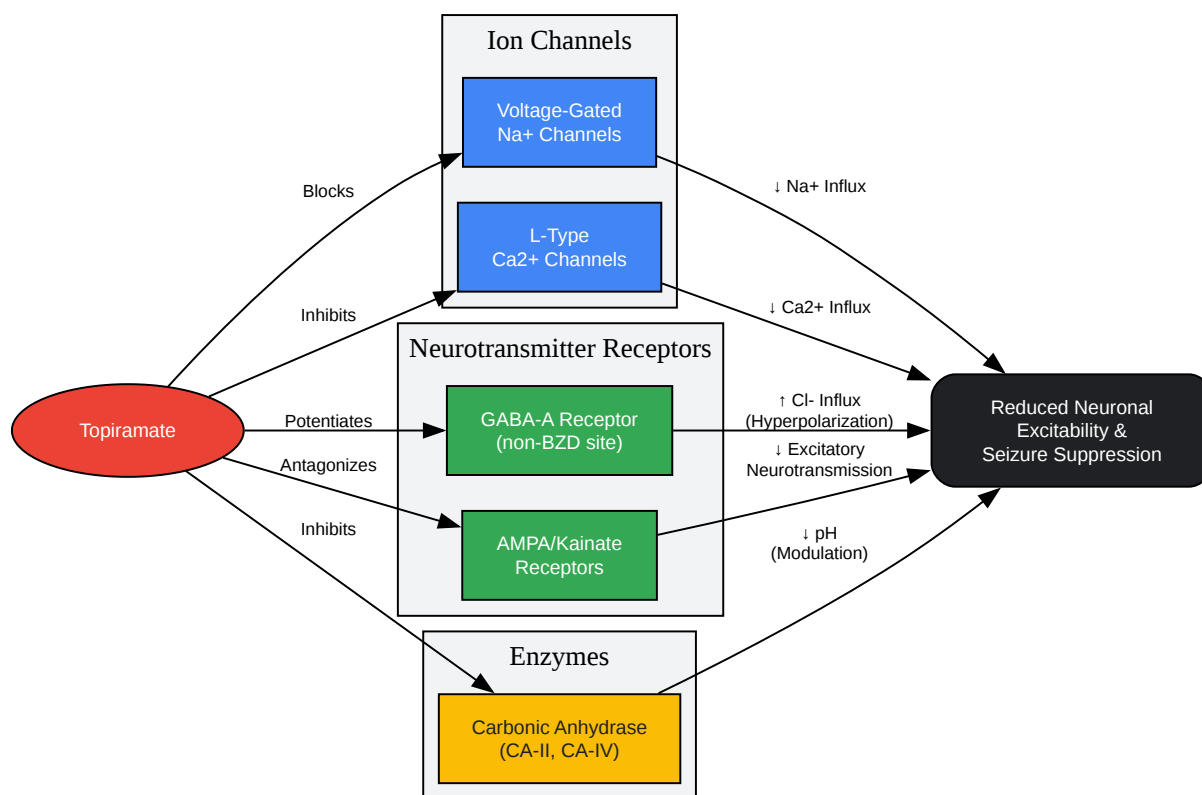 Ion Channels
Voltage-Gated
Na+ Channels
Blocks
↓ Na+ Influx
L-Type
Ca2+ Channels
Inhibits
↓ Ca2+ Influx
Neurotransmitter Receptors
Topiramate
Potentiates
GABA-A Receptor
(non-BZD site)
↑ Cl- Influx
(Hyperpolarization)
Reduced Neuronal
Excitability &
Seizure Suppression
Antagonizes
↓ Excitatory
Neurotransmission
Inhibits
AMPA/Kainate
Receptors
↓ pH
(Modulation)
Enzymes
Carbonic Anhydrase
(CA-II, CA-IV)